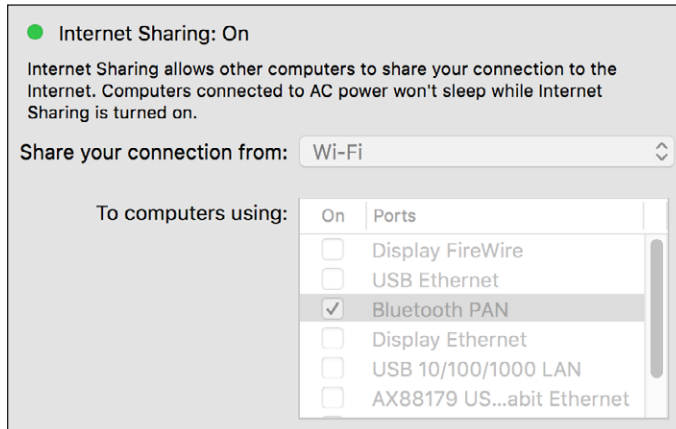 Internet Sharing: On
Internet Sharing allows other computers to share your connection to the
Internet. Computers connected to AC power won't sleep while Internet
Sharing is turned on.
Share your connection from: Wi-Fi
To computers using: On Ports
Display FireWire
USB Ethernet
Bluetooth PAN
Display Ethernet
USB 10/100/1000 LAN
AX88179 US...abit Ethernet